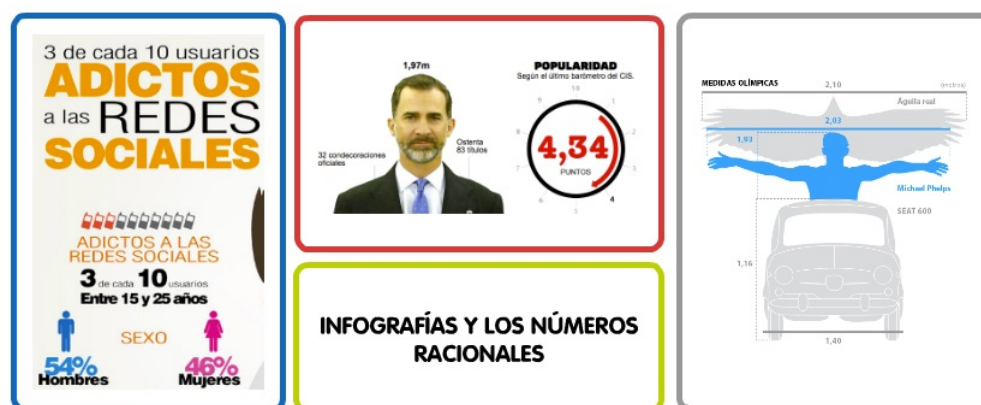 3 de cada 10 usuarios
ADICTOS
a las REDES
SOCIALES
ADICTOS A LAS
REDES SOCIALES
3 de cada 10 usuarios
Entre 15 y 25 años
SEXO
54%
Hombres
46%
Mujeres
1,97m
32 condecoraciones
oficiales
Ostenta
83 títulos
POPULARIDAD
Según el último barómetro del CIS.
10
1
2
3
4
5
6
7
8
9
4,34
PUNTOS
INFOGRAFÍAS Y LOS NÚMEROS
RACIONALES
MEDIDAS OLÍMPICAS
2,10
(metros)
Águila real
2,03
1,93
Michael Phelps
SEAT 600
1,16
1,40